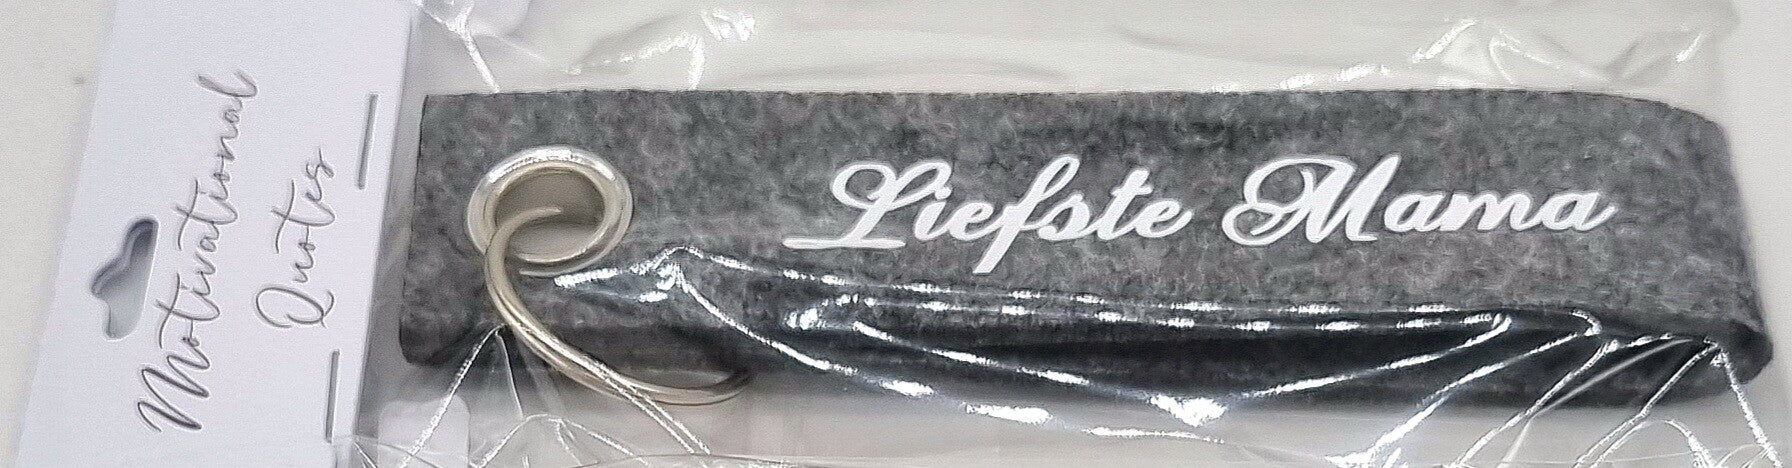 Motivational
Quotes
Liefste Mama